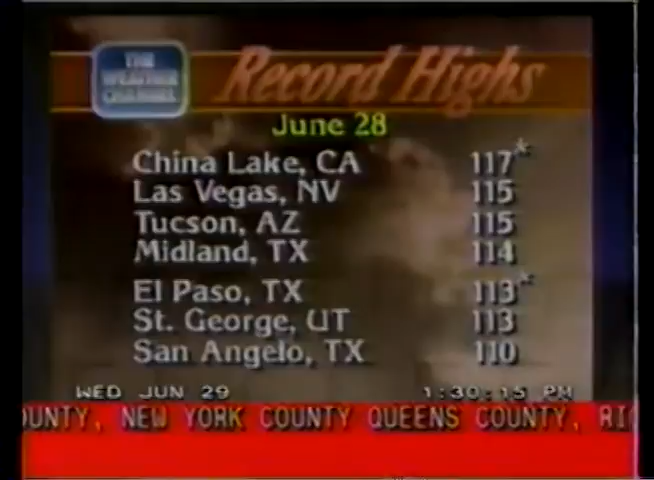 THE
WEATHER
CHANNEL
Record Highs
June 28
China Lake, CA 117*
Las Vegas, NV 115
Tucson, AZ 115
Midland, TX 114
El Paso, TX 113*
St. George, UT 113
San Angelo, TX 110
WED JUN 29 1:30:15 PM
OUNTY, NEW YORK COUNTY QUEENS COUNTY, RIC